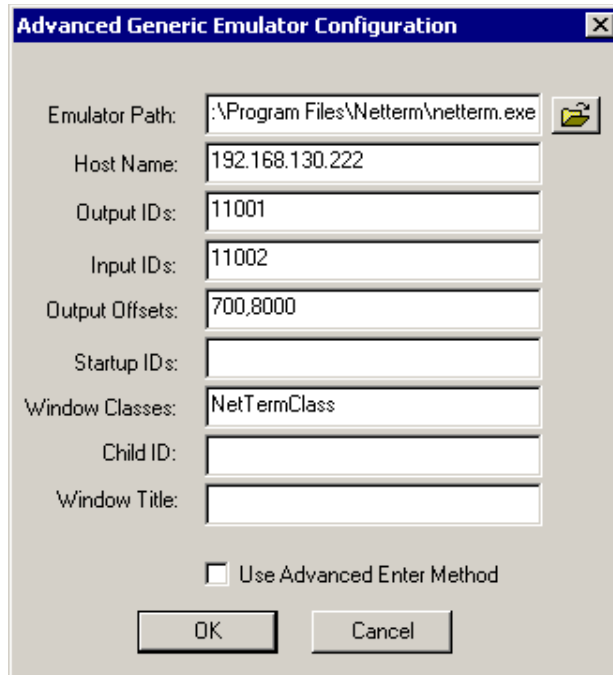 Advanced Generic Emulator Configuration
Emulator Path: :\Program Files\Netterm\netterm.exe
Host Name: 192.168.130.222
Output IDs: 11001
Input IDs: 11002
Output Offsets: 700,8000
Startup IDs:
Window Classes: NetTermClass
Child ID:
Window Title:
Use Advanced Enter Method
OK Cancel